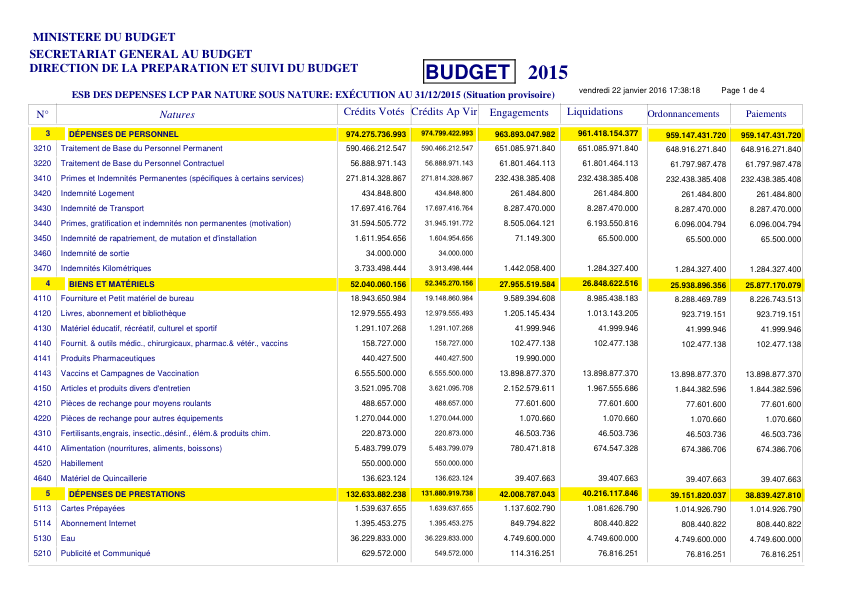 MINISTERE DU BUDGET
SECRETARIAT GENERAL AU BUDGET
DIRECTION DE LA PREPARATION ET SUIVI DU BUDGET
BUDGET 2015
ESB DES DEPENSES LCP PAR NATURE SOUS NATURE: EXÉCUTION AU 31/12/2015 (Situation provisoire) vendredi 22 janvier 2016 17:38:18 Page 1 de 4
N° Natures Crédits Votés Crédits Ap Vir Engagements Liquidations Ordonnancements Paiements
3 DÉPENSES DE PERSONNEL 974.275.736.993 974.799.422.993 963.893.047.982 961.418.154.377 959.147.431.720 959.147.431.720
3210 Traitement de Base du Personnel Permanent 590.466.212.547 590.466.212.547 651.085.971.840 651.085.971.840 648.916.271.840 648.916.271.840
3220 Traitement de Base du Personnel Contractuel 56.888.971.143 56.888.971.143 61.801.464.113 61.801.464.113 61.797.987.478 61.797.987.478
3410 Primes et Indemnités Permanentes (spécifiques à certains services) 271.814.328.867 271.814.328.867 232.438.385.408 232.438.385.408 232.438.385.408 232.438.385.408
3420 Indemnité Logement 434.848.800 434.848.800 261.484.800 261.484.800 261.484.800 261.484.800
3430 Indemnité de Transport 17.697.416.764 17.697.416.764 8.287.470.000 8.287.470.000 8.287.470.000 8.287.470.000
3440 Primes, gratification et indemnités non permanentes (motivation) 31.594.505.772 31.945.191.772 8.505.064.121 6.193.550.816 6.096.004.794 6.096.004.794
3450 Indemnité de rapatriement, de mutation et d'installation 1.611.954.656 1.604.954.656 71.149.300 65.500.000 65.500.000 65.500.000
3460 Indemnité de sortie 34.000.000 34.000.000
3470 Indemnités Kilométriques 3.733.498.444 3.913.498.444 1.442.058.400 1.284.327.400 1.284.327.400 1.284.327.400
4 BIENS ET MATÉRIELS 52.040.060.156 52.345.270.156 27.955.519.584 26.848.622.516 25.938.896.356 25.877.170.079
4110 Fourniture et Petit matériel de bureau 18.943.650.984 19.148.860.984 9.589.394.608 8.985.438.183 8.288.469.789 8.226.743.513
4120 Livres, abonnement et bibliothèque 12.979.555.493 12.979.555.493 1.205.145.434 1.013.143.205 923.719.151 923.719.151
4130 Matériel éducatif, récréatif, culturel et sportif 1.291.107.268 1.291.107.268 41.999.946 41.999.946 41.999.946 41.999.946
4140 Fournit. & outils médic., chirurgicaux, pharmac.& vétér., vaccins 158.727.000 158.727.000 102.477.138 102.477.138 102.477.138 102.477.138
4141 Produits Pharmaceutiques 440.427.500 440.427.500 19.990.000
4143 Vaccins et Campagnes de Vaccination 6.555.500.000 6.555.500.000 13.898.877.370 13.898.877.370 13.898.877.370 13.898.877.370
4150 Articles et produits divers d'entretien 3.521.095.708 3.621.095.708 2.152.579.611 1.967.555.686 1.844.382.596 1.844.382.596
4210 Pièces de rechange pour moyens roulants 488.657.000 488.657.000 77.601.600 77.601.600 77.601.600 77.601.600
4220 Pièces de rechange pour autres équipements 1.270.044.000 1.270.044.000 1.070.660 1.070.660 1.070.660 1.070.660
4310 Fertilisants,engrais, insectic.,désinf., élém.& produits chim. 220.873.000 220.873.000 46.503.736 46.503.736 46.503.736 46.503.736
4410 Alimentation (nourritures, aliments, boissons) 5.483.799.079 5.483.799.079 780.471.818 674.547.328 674.386.706 674.386.706
4520 Habillement 550.000.000 550.000.000
4640 Matériel de Quincaillerie 136.623.124 136.623.124 39.407.663 39.407.663 39.407.663 39.407.663
5 DÉPENSES DE PRESTATIONS 132.633.882.238 131.880.919.738 42.008.787.043 40.216.117.846 39.151.820.037 38.839.427.810
5113 Cartes Prépayées 1.539.637.655 1.639.637.655 1.137.602.790 1.081.626.790 1.014.926.790 1.014.926.790
5114 Abonnement Internet 1.395.453.275 1.395.453.275 849.794.822 808.440.822 808.440.822 808.440.822
5130 Eau 36.229.833.000 36.229.833.000 4.749.600.000 4.749.600.000 4.749.600.000 4.749.600.000
5210 Publicité et Communiqué 629.572.000 549.572.000 114.316.251 76.816.251 76.816.251 76.816.251